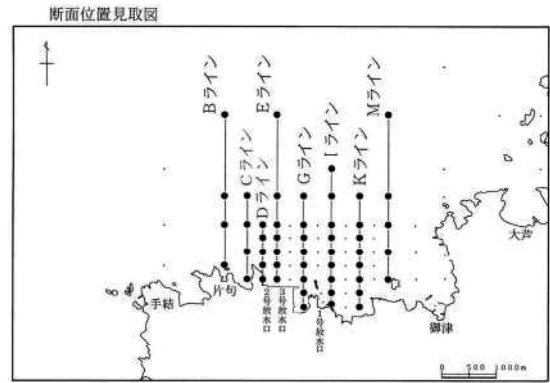 断面位置見取図
Bライン
Cライン
Dライン
Eライン
Gライン
Iライン
Kライン
Mライン
大芦
手結
片句
2号放水口
3号放水口
1号放水口
御津
0 500 1,000m